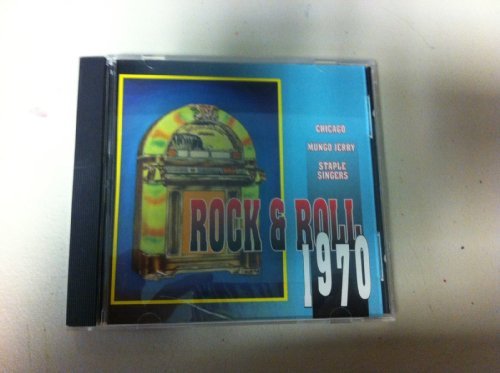 CHICAGO
MUNGO JERRY
STAPLE
SINGERS
ROCK & ROLL
1970